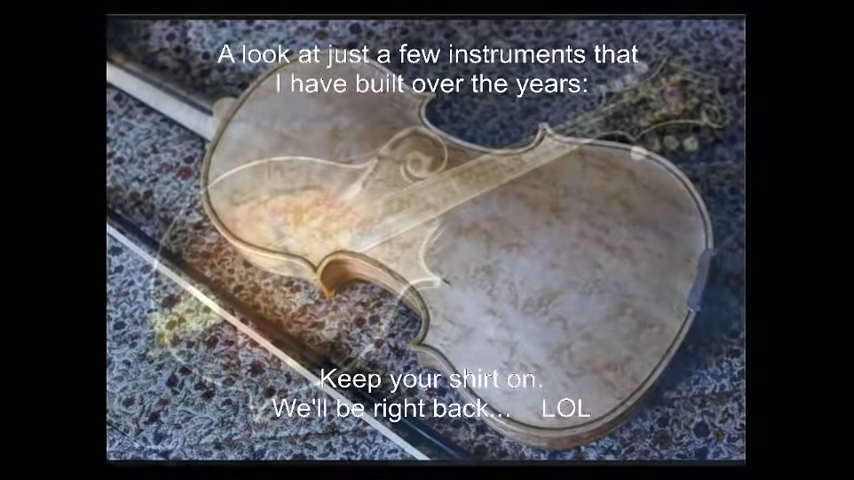 A look at just a few instruments that
I have built over the years:
Keep your shirt on.
We'll be right back... LOL